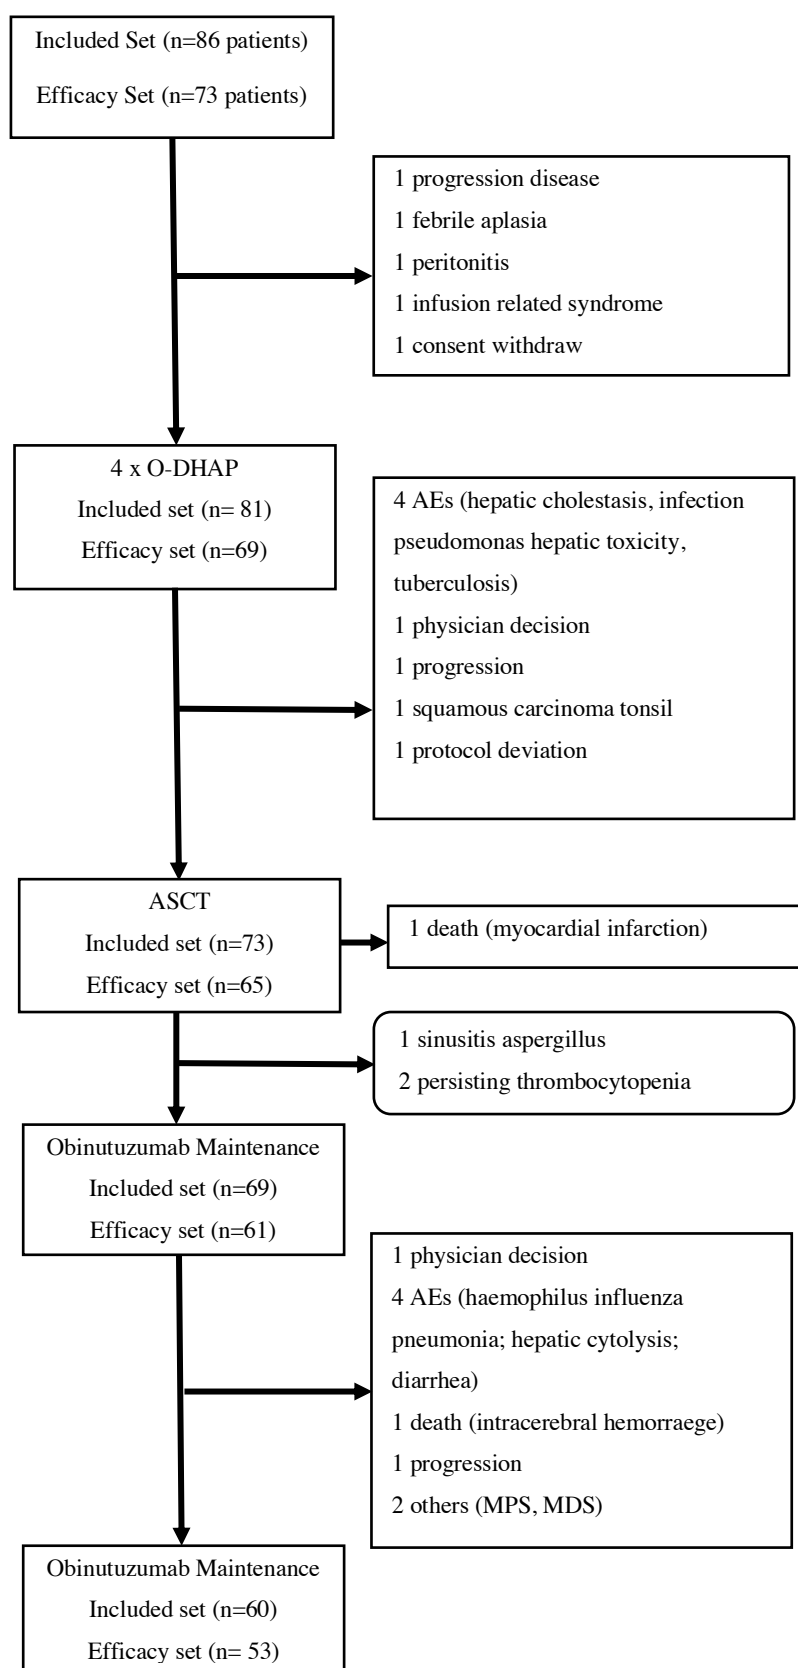 Included Set (n=86 patients)
Efficacy Set (n=73 patients)
1 progression disease
1 febrile aplasia
1 peritonitis
1 infusion related syndrome
1 consent withdraw
4 x O-DHAP
Included set (n= 81)
Efficacy set (n=69)
4 AEs (hepatic cholestasis, infection
pseudomonas hepatic toxicity,
tuberculosis)
1 physician decision
1 progression
1 squamous carcinoma tonsil
1 protocol deviation
ASCT
Included set (n=73)
Efficacy set (n=65)
1 death (myocardial infarction)
1 sinusitis aspergillus
2 persisting thrombocytopenia
Obinutuzumab Maintenance
Included set (n=69)
Efficacy set (n=61)
1 physician decision
4 AEs (haemophilus influenza
pneumonia; hepatic cytolysis;
diarrhea)
1 death (intracerebral hemorraege)
1 progression
2 others (MPS, MDS)
Obinutuzumab Maintenance
Included set (n=60)
Efficacy set (n= 53)